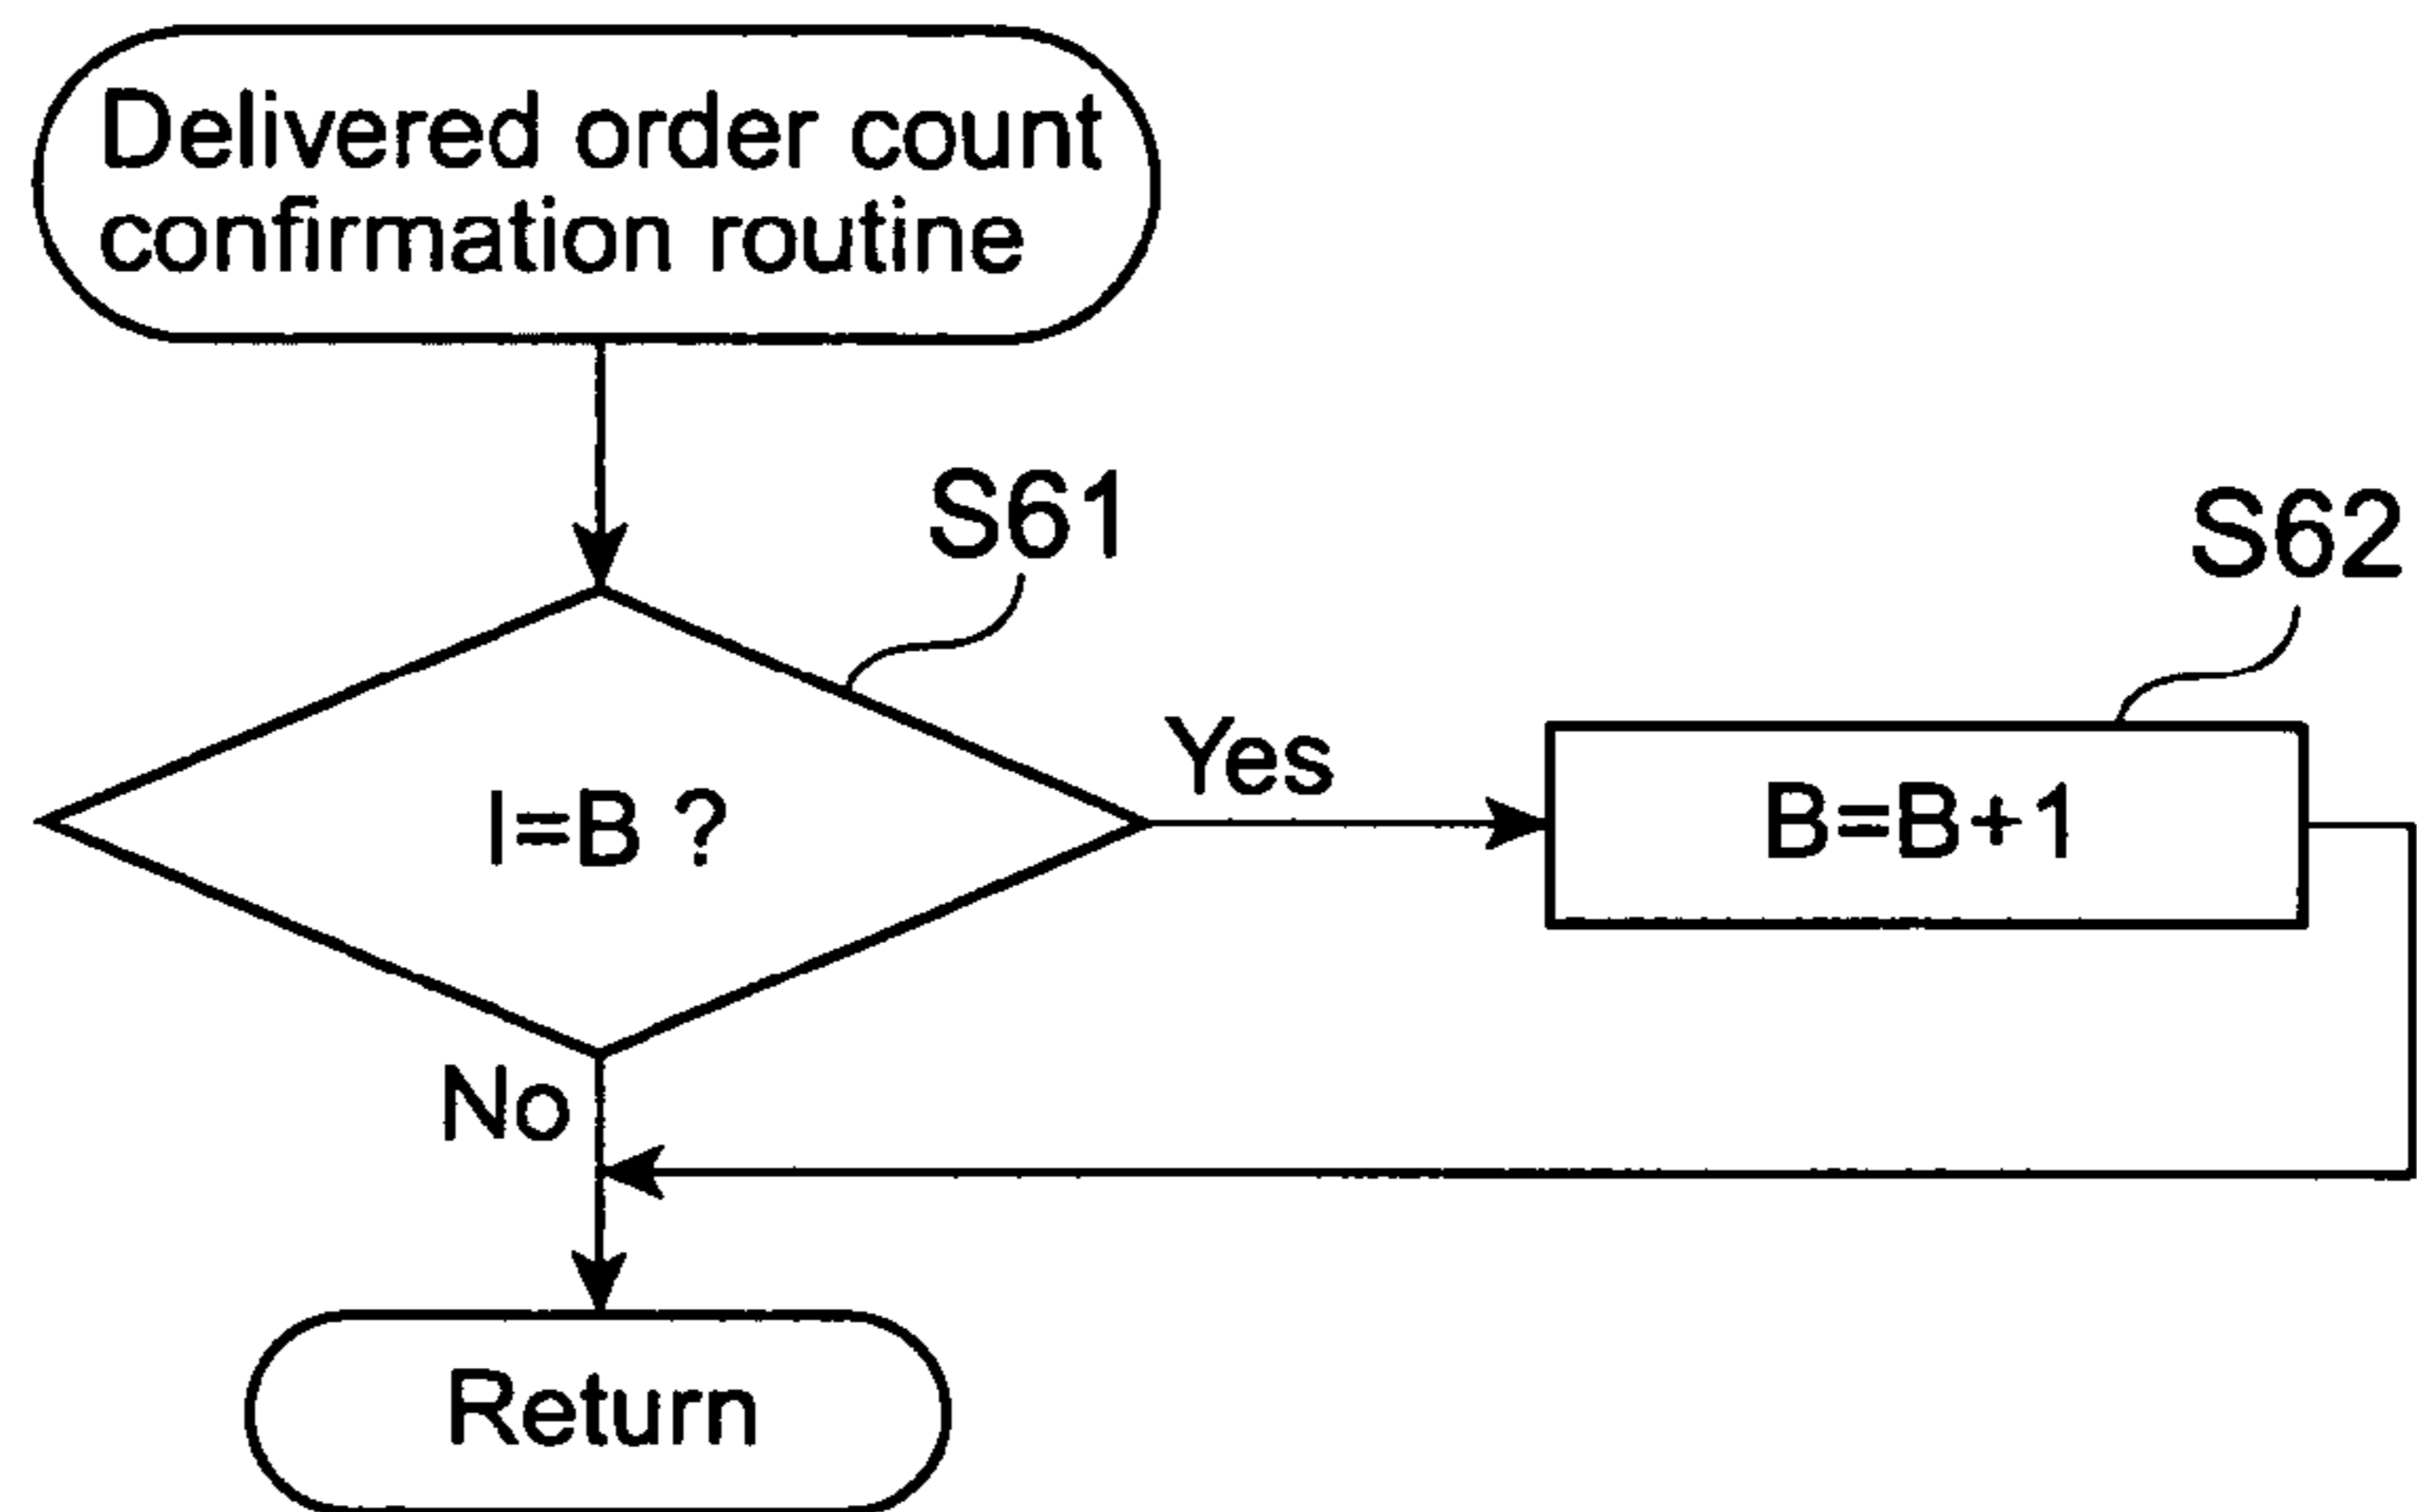 Delivered order count
confirmation routine
S61
S62
I=B ?
Yes
B=B+1
No
Return